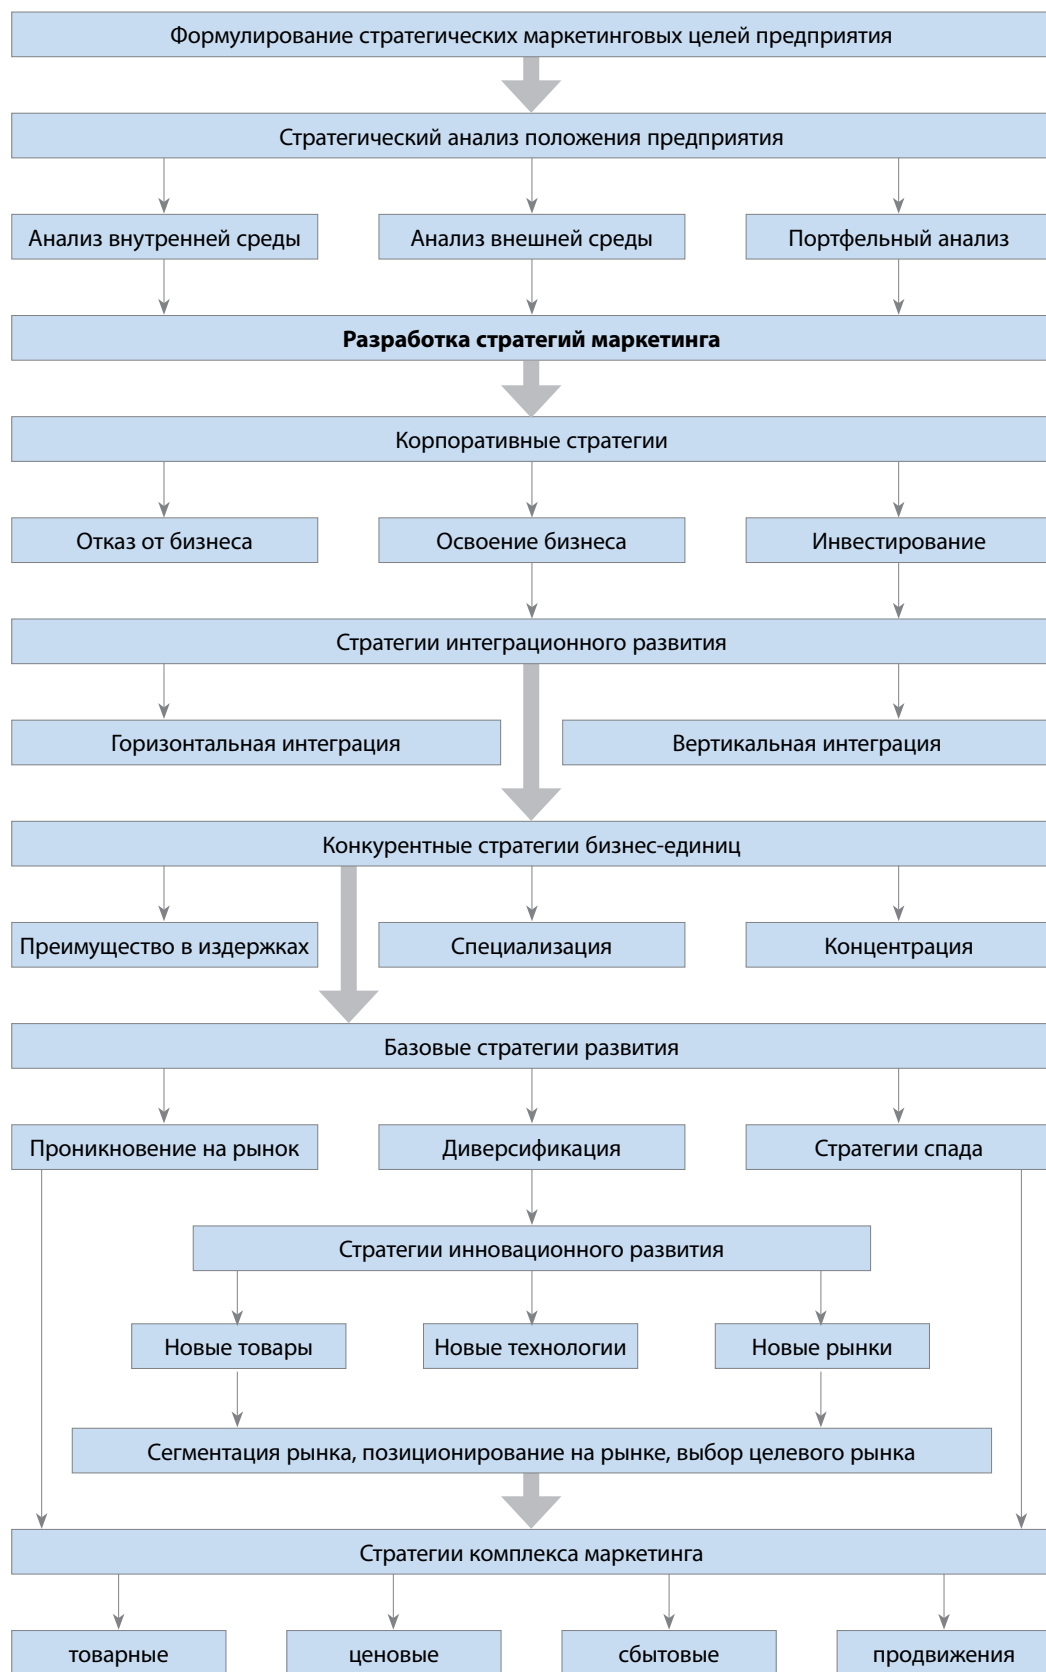 Формулирование стратегических маркетинговых целей предприятия
Стратегический анализ положения предприятия
Анализ внутренней среды
Анализ внешней среды
Портфельный анализ
Разработка стратегий маркетинга
Корпоративные стратегии
Отказ от бизнеса
Освоение бизнеса
Инвестирование
Стратегии интеграционного развития
Горизонтальная интеграция
Вертикальная интеграция
Конкурентные стратегии бизнес-единиц
Преимущество в издержках
Специализация
Концентрация
Базовые стратегии развития
Проникновение на рынок
Диверсификация
Стратегии спада
Стратегии инновационного развития
Новые товары
Новые технологии
Новые рынки
Сегментация рынка, позиционирование на рынке, выбор целевого рынка
Стратегии комплекса маркетинга
товарные
ценовые
сбытовые
продвижения